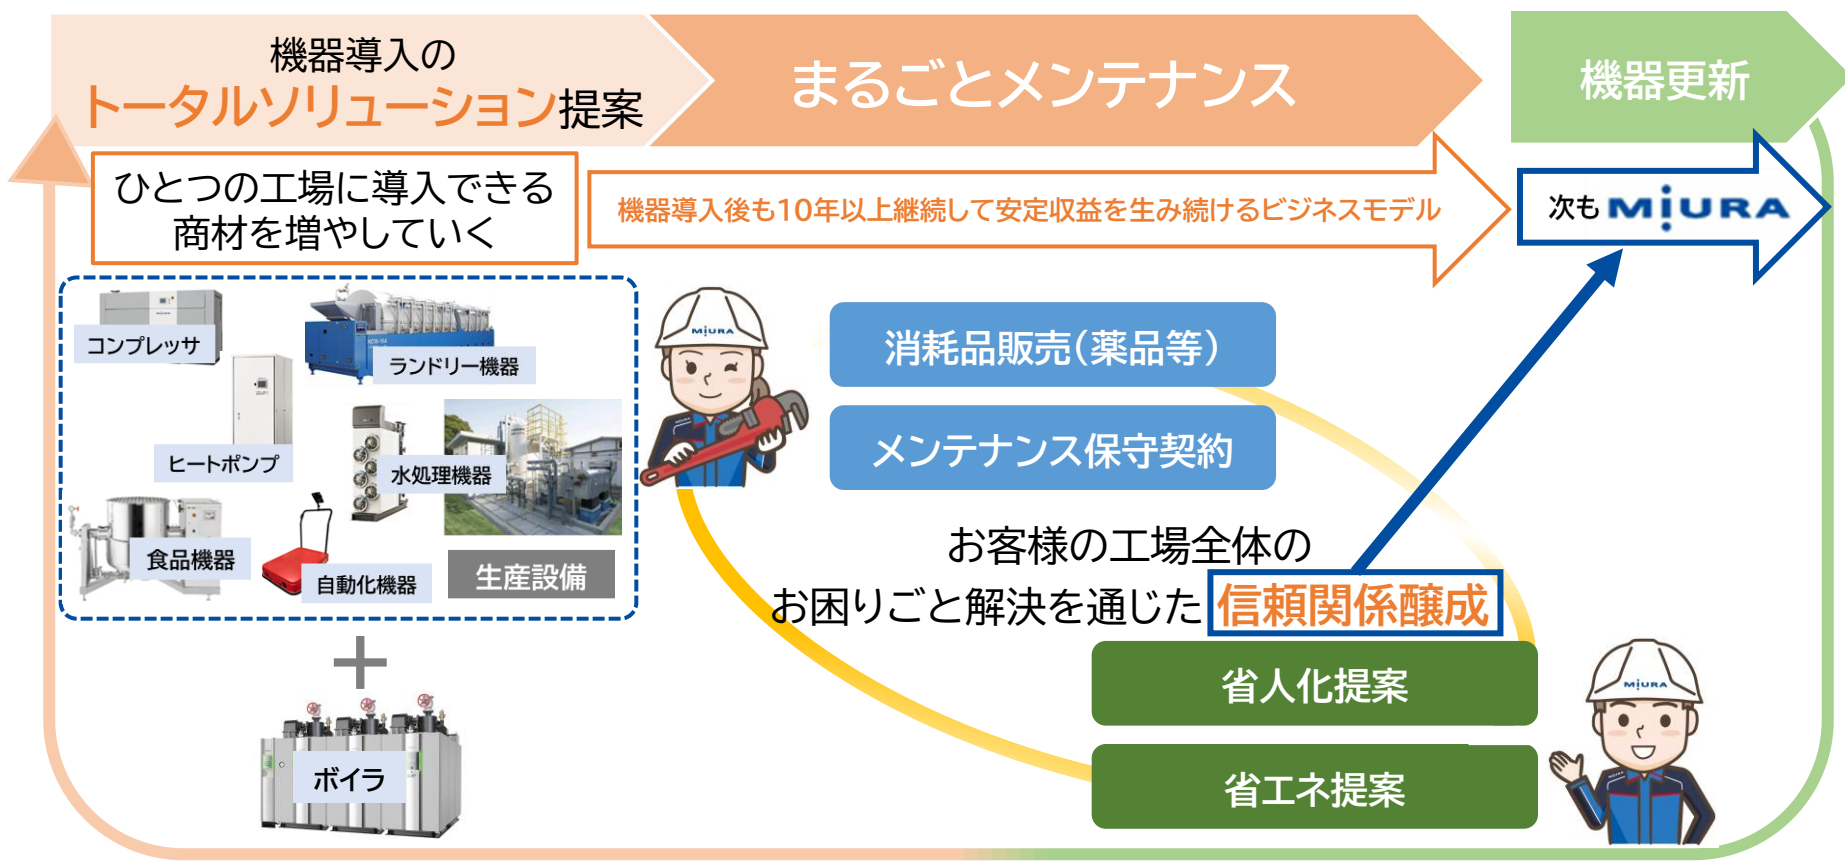 機器導入の
トータルソリューション提案
まるごとメンテナンス
機器更新
ひとつの工場に導入できる
商材を増やしていく
機器導入後も10年以上継続して安定収益を生み続けるビジネスモデル
次も MIURA
コンプレッサ
ランドリー機器
ヒートポンプ
水処理機器
食品機器
自動化機器
生産設備
+
ボイラ
MIURA
消耗品販売(薬品等)
メンテナンス保守契約
お客様の工場全体の
お困りごと解決を通じた 信頼関係醸成
省人化提案
省エネ提案
MIURA